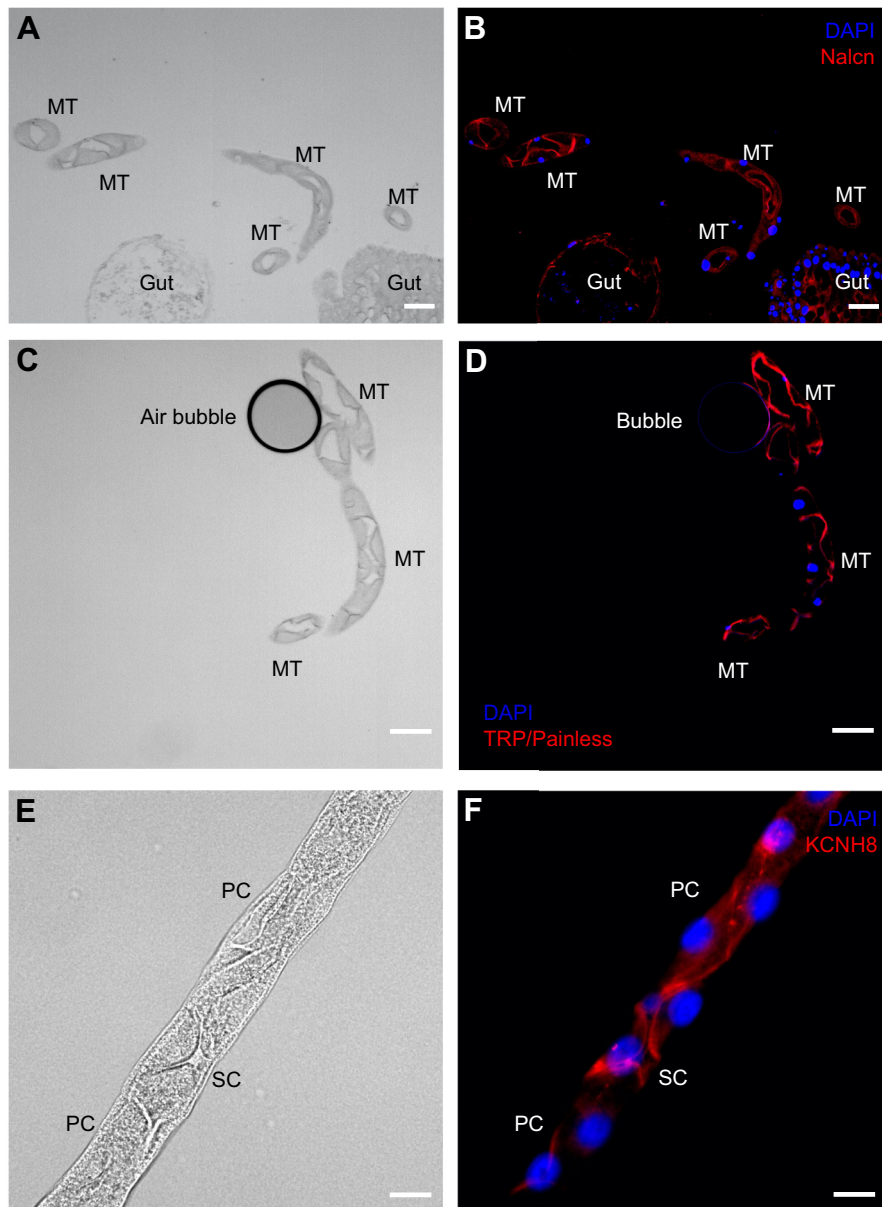 A
MT
MT
MT
MT
MT
Gut
Gut
B
DAPI
Nalcn
MT
MT
MT
MT
MT
Gut
Gut
C
Air bubble
MT
MT
MT
D
Bubble
MT
MT
MT
DAPI
TRP/Painless
E
PC
SC
PC
F
DAPI
KCNH8
PC
SC
PC